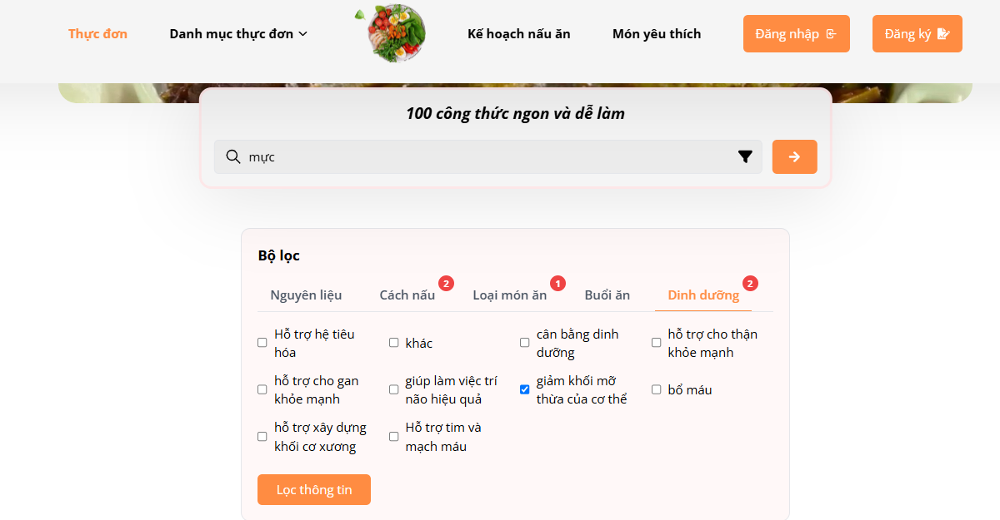 Thực đơn
Danh mục thực đơn
Kế hoạch nấu ăn
Món yêu thích
Đăng nhập
Đăng ký
100 công thức ngon và dễ làm
mực
Bộ lọc
Nguyên liệu
Cách nấu 2
Loại món ăn 1
Buổi ăn
Dinh dưỡng 2
Hỗ trợ hệ tiêu
hóa
khác
cân bằng dinh
dưỡng
hỗ trợ cho thận
khỏe mạnh
hỗ trợ cho gan
khỏe mạnh
giúp làm việc trí
não hiệu quả
giảm khối mỡ
thừa của cơ thể
bổ máu
hỗ trợ xây dựng
khối cơ xương
Hỗ trợ tim và
mạch máu
Lọc thông tin